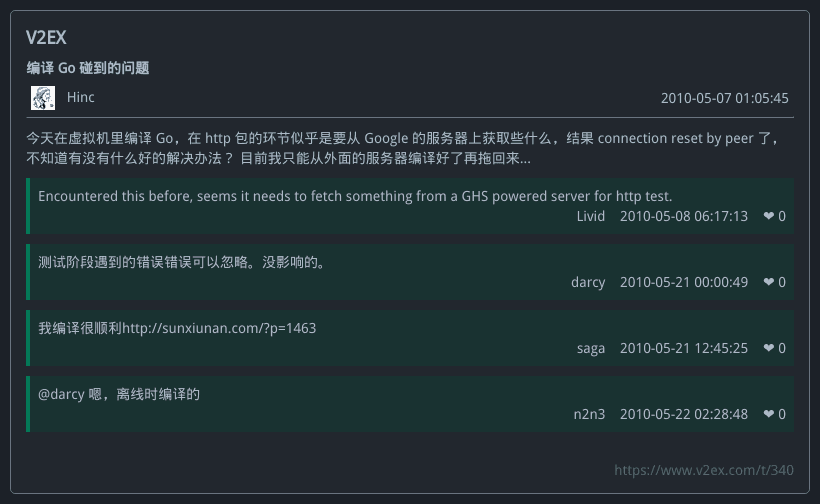 V2EX
编译 Go 碰到的问题
Hinc 2010-05-07 01:05:45
今天在虚拟机里编译 Go，在 http 包的环节似乎是要从 Google 的服务器上获取些什么，结果 connection reset by peer 了，
不知道有没有什么好的解决办法？ 目前我只能从外面的服务器编译好了再拖回来...
Encountered this before, seems it needs to fetch something from a GHS powered server for http test.
Livid 2010-05-08 06:17:13 ❤ 0
测试阶段遇到的错误错误可以忽略。没影响的。
darcy 2010-05-21 00:00:49 ❤ 0
我编译很顺利http://sunxiunan.com/?p=1463
saga 2010-05-21 12:45:25 ❤ 0
@darcy 嗯，离线时编译的
n2n3 2010-05-22 02:28:48 ❤ 0
https://www.v2ex.com/t/340